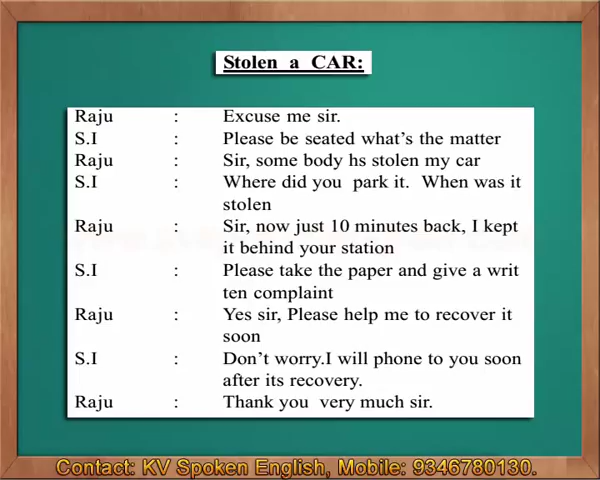 Stolen a CAR:
Raju : Excuse me sir.
S.I : Please be seated what's the matter
Raju : Sir, some body hs stolen my car
S.I : Where did you park it. When was it
stolen
Raju : Sir, now just 10 minutes back, I kept
it behind your station
S.I : Please take the paper and give a writ
ten complaint
Raju : Yes sir, Please help me to recover it
soon
S.I : Don't worry.I will phone to you soon
after its recovery.
Raju : Thank you very much sir.
Contact: KV Spoken English, Mobile: 9346780130.